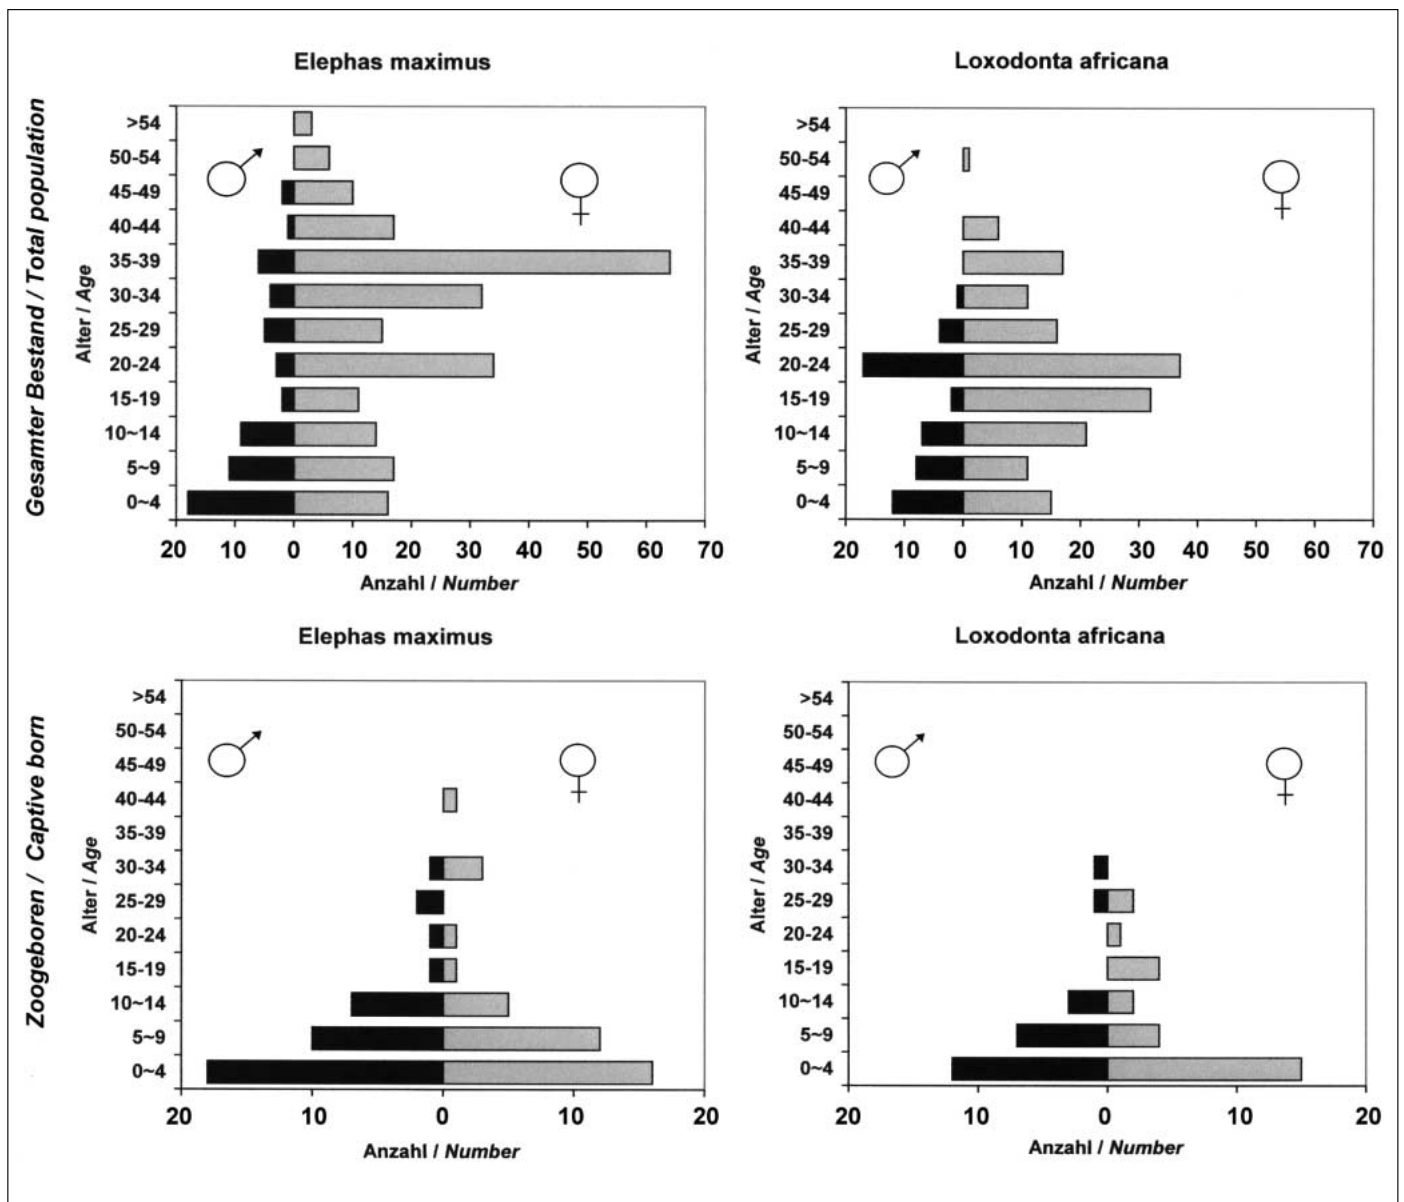 Elephas maximus
Gesamter Bestand / Total population
Alter / Age
>54
50-54
45-49
40-44
35-39
30-34
25-29
20-24
15-19
10~14
5~9
0~4
20 10 0 10 20 30 40 50 60 70
Anzahl / Number
Loxodonta africana
Alter / Age
>54
50-54
45-49
40-44
35-39
30-34
25-29
20-24
15-19
10~14
5~9
0~4
20 10 0 10 20 30 40 50 60 70
Anzahl / Number
Elephas maximus
Zoogeboren / Captive born
Alter / Age
>54
50-54
45-49
40-44
35-39
30-34
25-29
20-24
15-19
10~14
5~9
0~4
20 10 0 10 20
Anzahl / Number
Loxodonta africana
Alter / Age
>54
50-54
45-49
40-44
35-39
30-34
25-29
20-24
15-19
10~14
5~9
0~4
20 10 0 10 20
Anzahl / Number